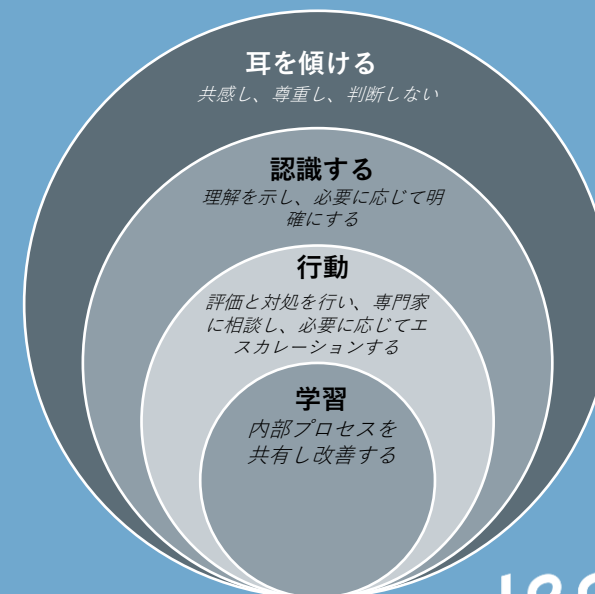 耳を傾ける
共感し、尊重し、判断しない
認識する
理解を示し、必要に応じて明
確にする
行動
評価と対処を行い、専門家
に相談し、必要に応じてエ
スカレーションする
学習
内部プロセスを
共有し改善する